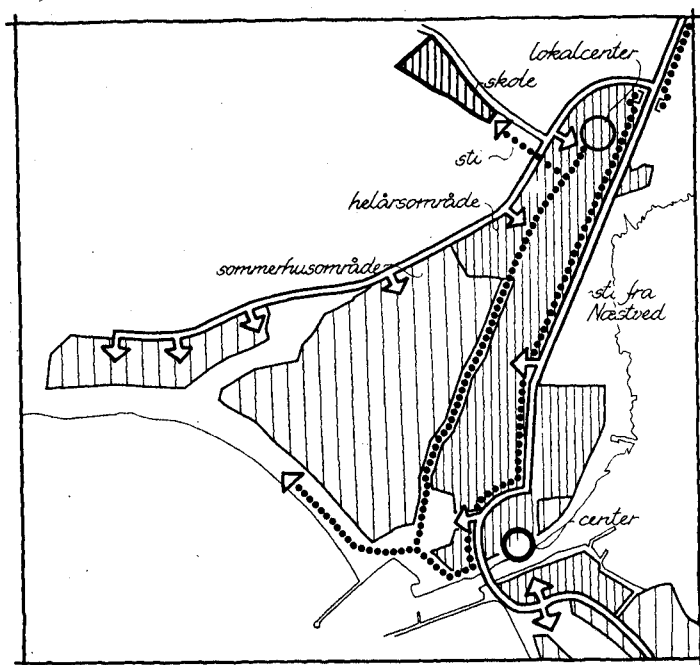 lokalcenter
skole
sti
helårsområde
sommerhusområde
sti fra
Næstved
center